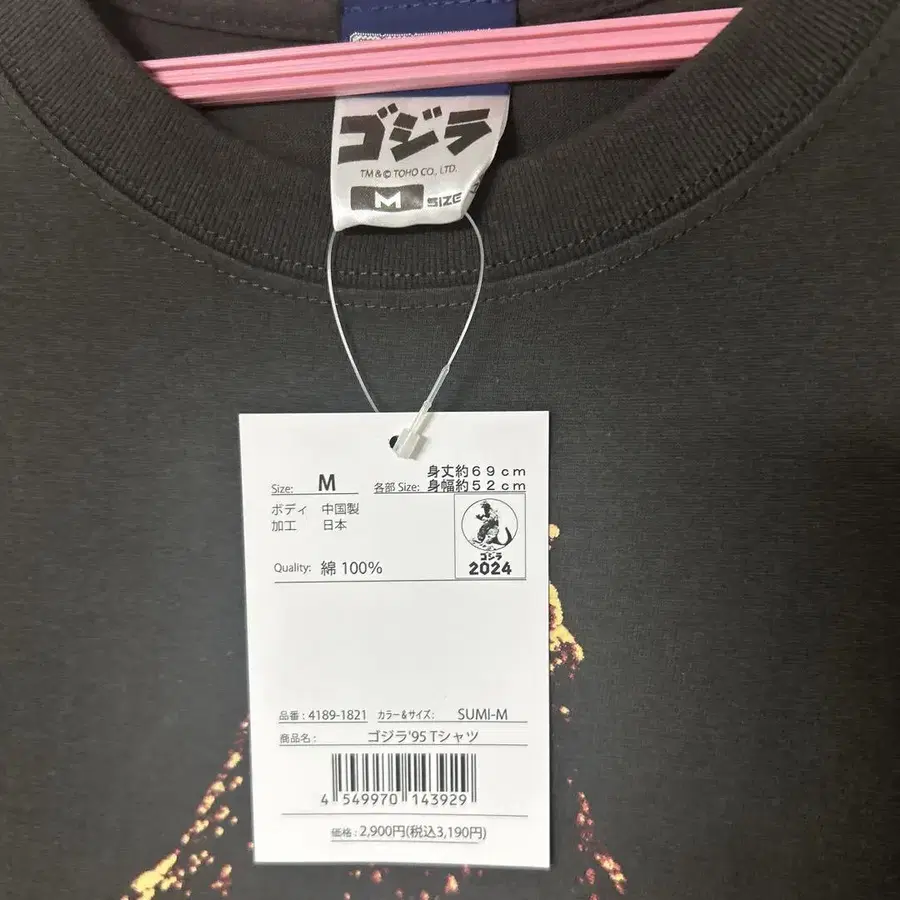 ゴジラ
TM & © TOHO CO., LTD.
M SIZE
Size: M 各部 Size: 身丈約69cm
身幅約52cm
ボディ 中国製
加工 日本
ゴジラ
2024
Quality: 綿 100%
品番 : 4189-1821 カラー&サイズ : SUMI-M
商品名 : ゴジラ'95 Tシャツ
4 549970 143929
価格 : 2,900円(税込3,190円)